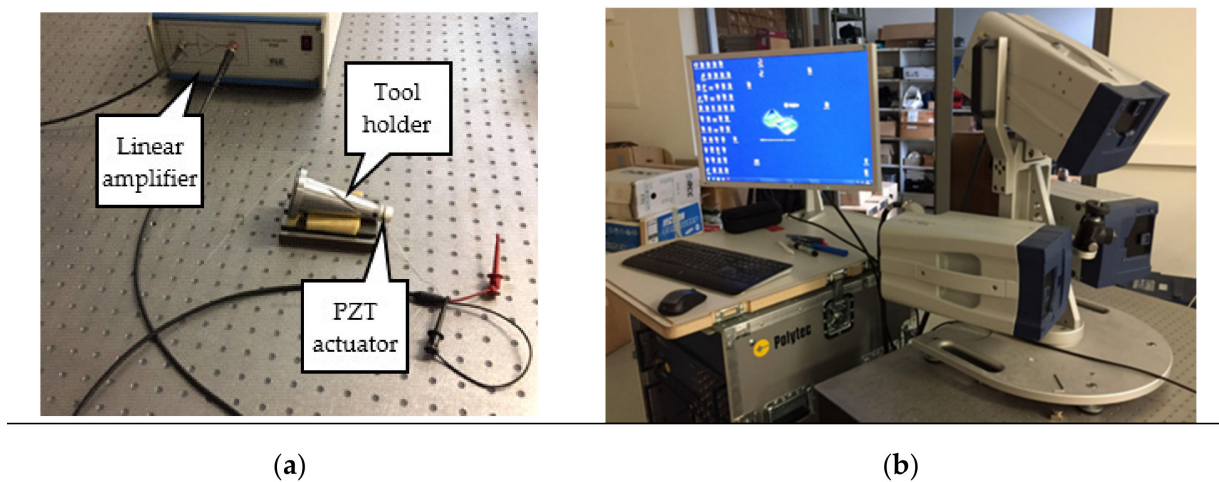 Tool
holder
Linear
amplifier
PZT
actuator
Polytec
(a)
(b)